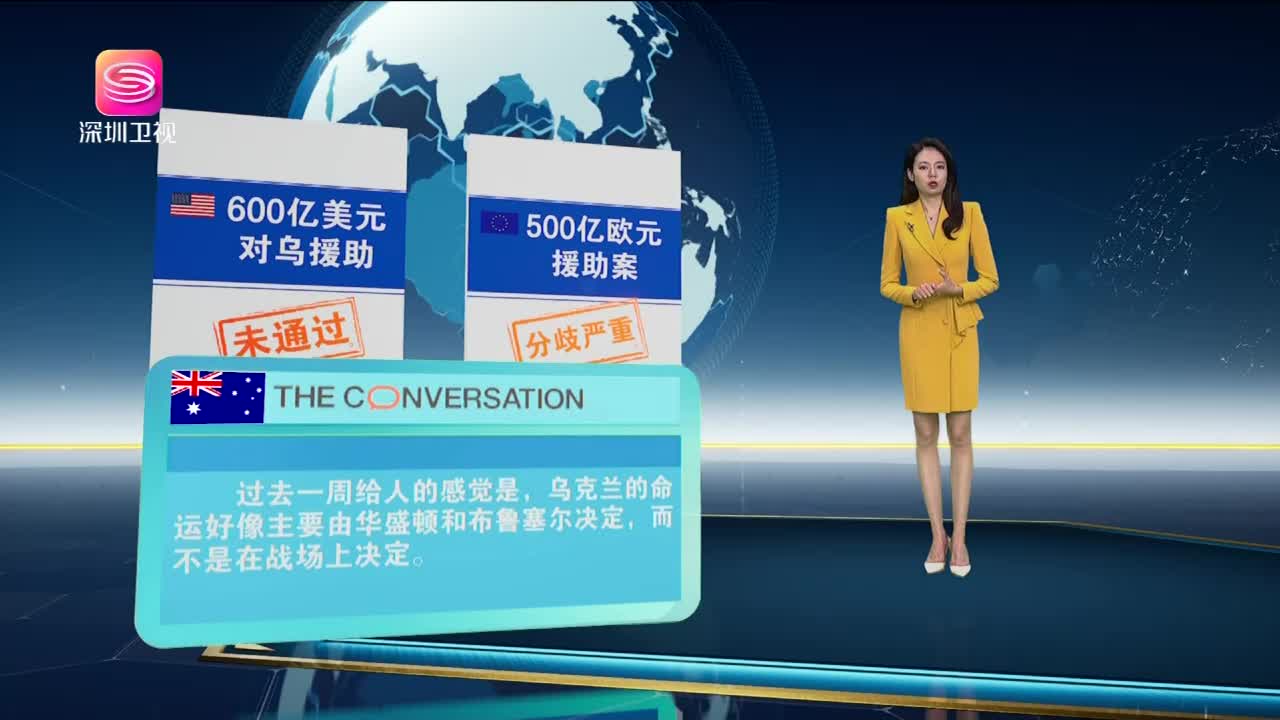 深圳卫视
600亿美元
对乌援助
未通过
500亿欧元
援助案
分歧严重
THE CONVERSATION
过去一周给人的感觉是，乌克兰的命
运好像主要由华盛顿和布鲁塞尔决定，而
不是在战场上决定。